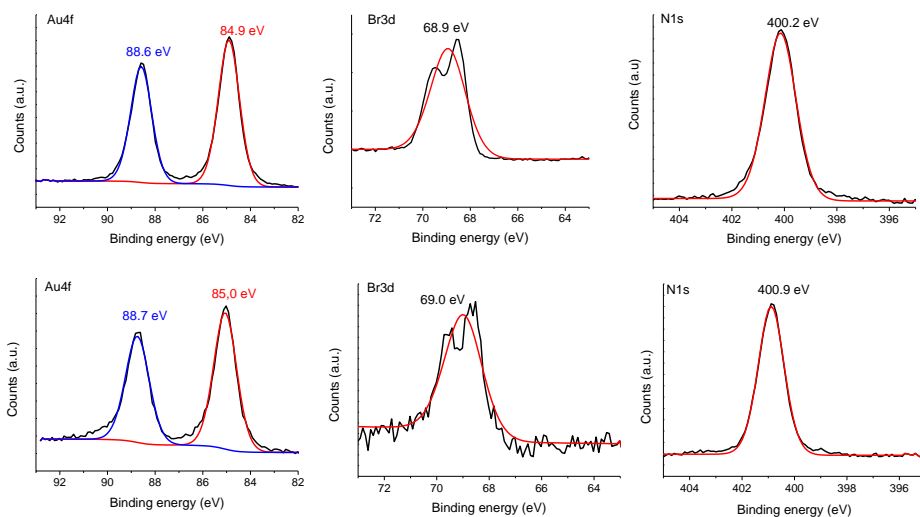 Au4f
88.6 eV
84.9 eV
Counts (a.u.)
92 90 88 86 84 82
Binding energy (eV)
Br3d
68.9 eV
Counts (a.u.)
72 70 68 66 64
Binding energy (eV)
N1s
400.2 eV
Counts (a.u)
404 402 400 398 396
Binding energy (eV)
Au4f
88.7 eV
85,0 eV
Counts (a.u.)
92 90 88 86 84 82
Binding energy (eV)
Br3d
69.0 eV
Counts (a.u.)
72 70 68 66 64
Binding energy (eV)
N1s
400.9 eV
Counts (a.u.)
404 402 400 398 396
Binding energy (eV)